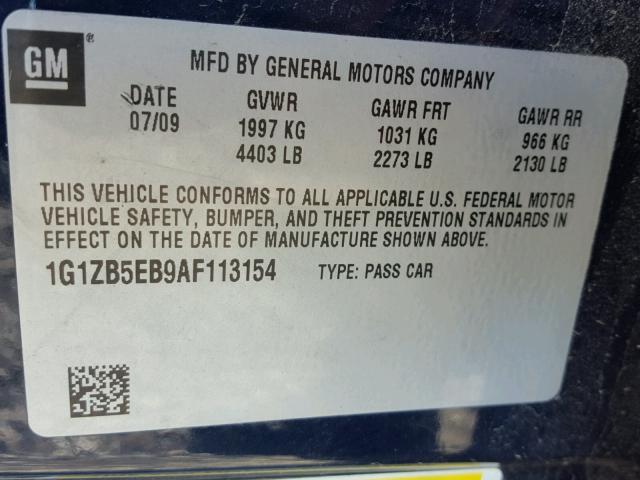 GM ®
MFD BY GENERAL MOTORS COMPANY
DATE GVWR GAWR FRT GAWR RR
07/09 1997 KG 1031 KG 966 KG
4403 LB 2273 LB 2130 LB
THIS VEHICLE CONFORMS TO ALL APPLICABLE U.S. FEDERAL MOTOR
VEHICLE SAFETY, BUMPER, AND THEFT PREVENTION STANDARDS IN
EFFECT ON THE DATE OF MANUFACTURE SHOWN ABOVE.
1G1ZB5EB9AF113154 TYPE: PASS CAR